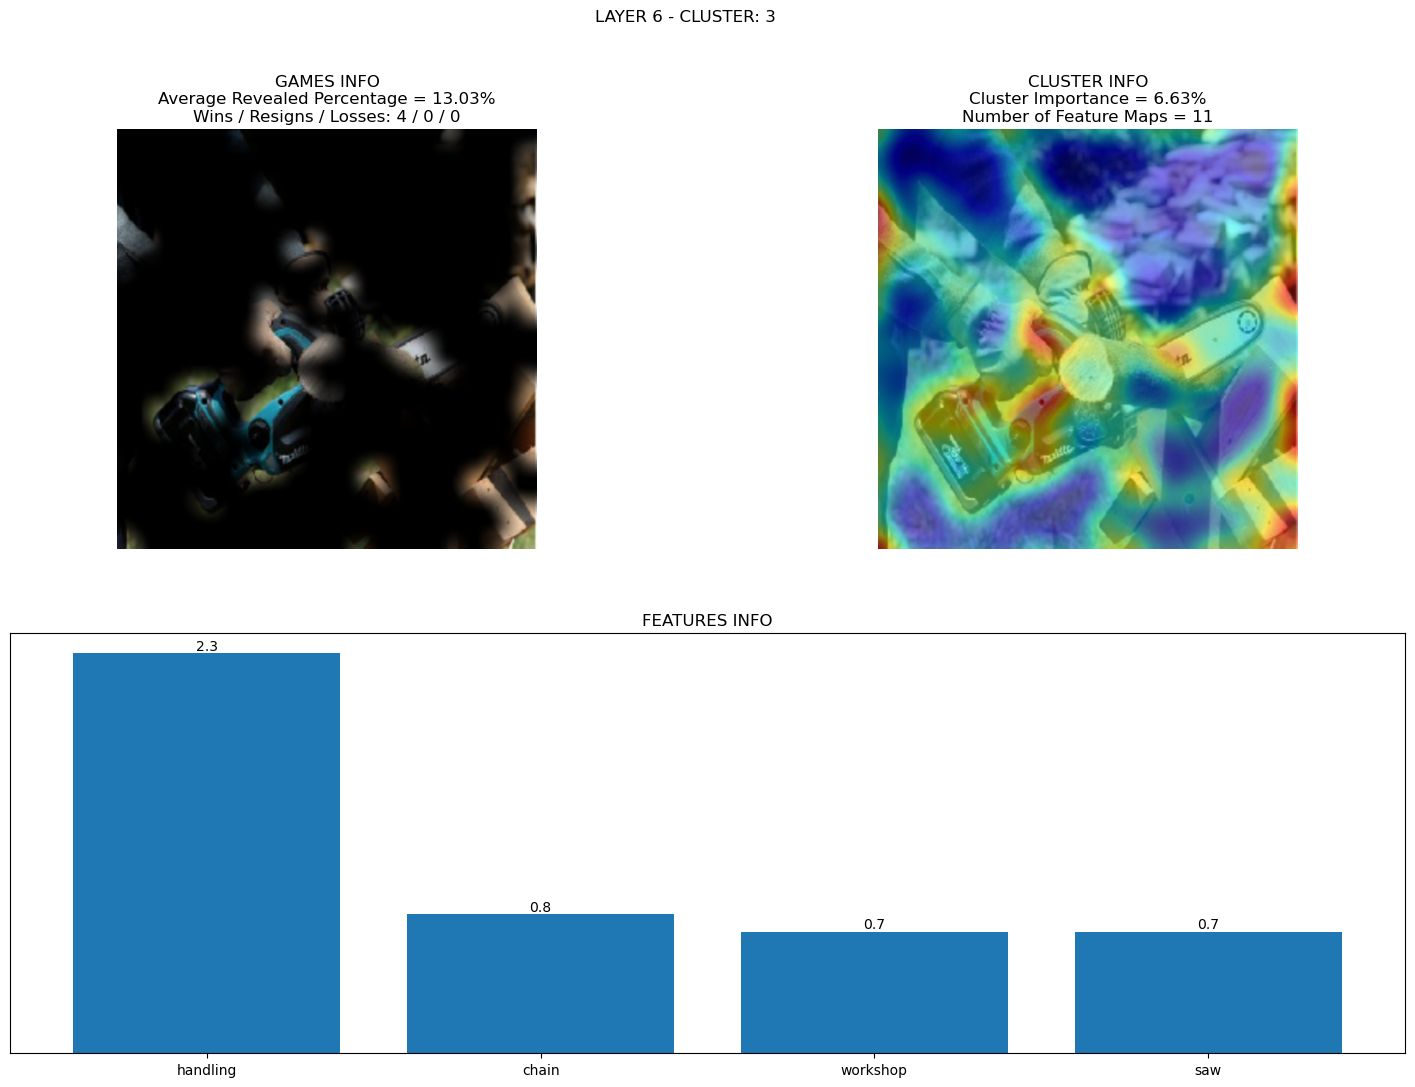 LAYER 6 - CLUSTER: 3
GAMES INFO
Average Revealed Percentage = 13.03%
Wins / Resigns / Losses: 4 / 0 / 0
CLUSTER INFO
Cluster Importance = 6.63%
Number of Feature Maps = 11
FEATURES INFO
2.3
0.8
0.7
0.7
handling
chain
workshop
saw